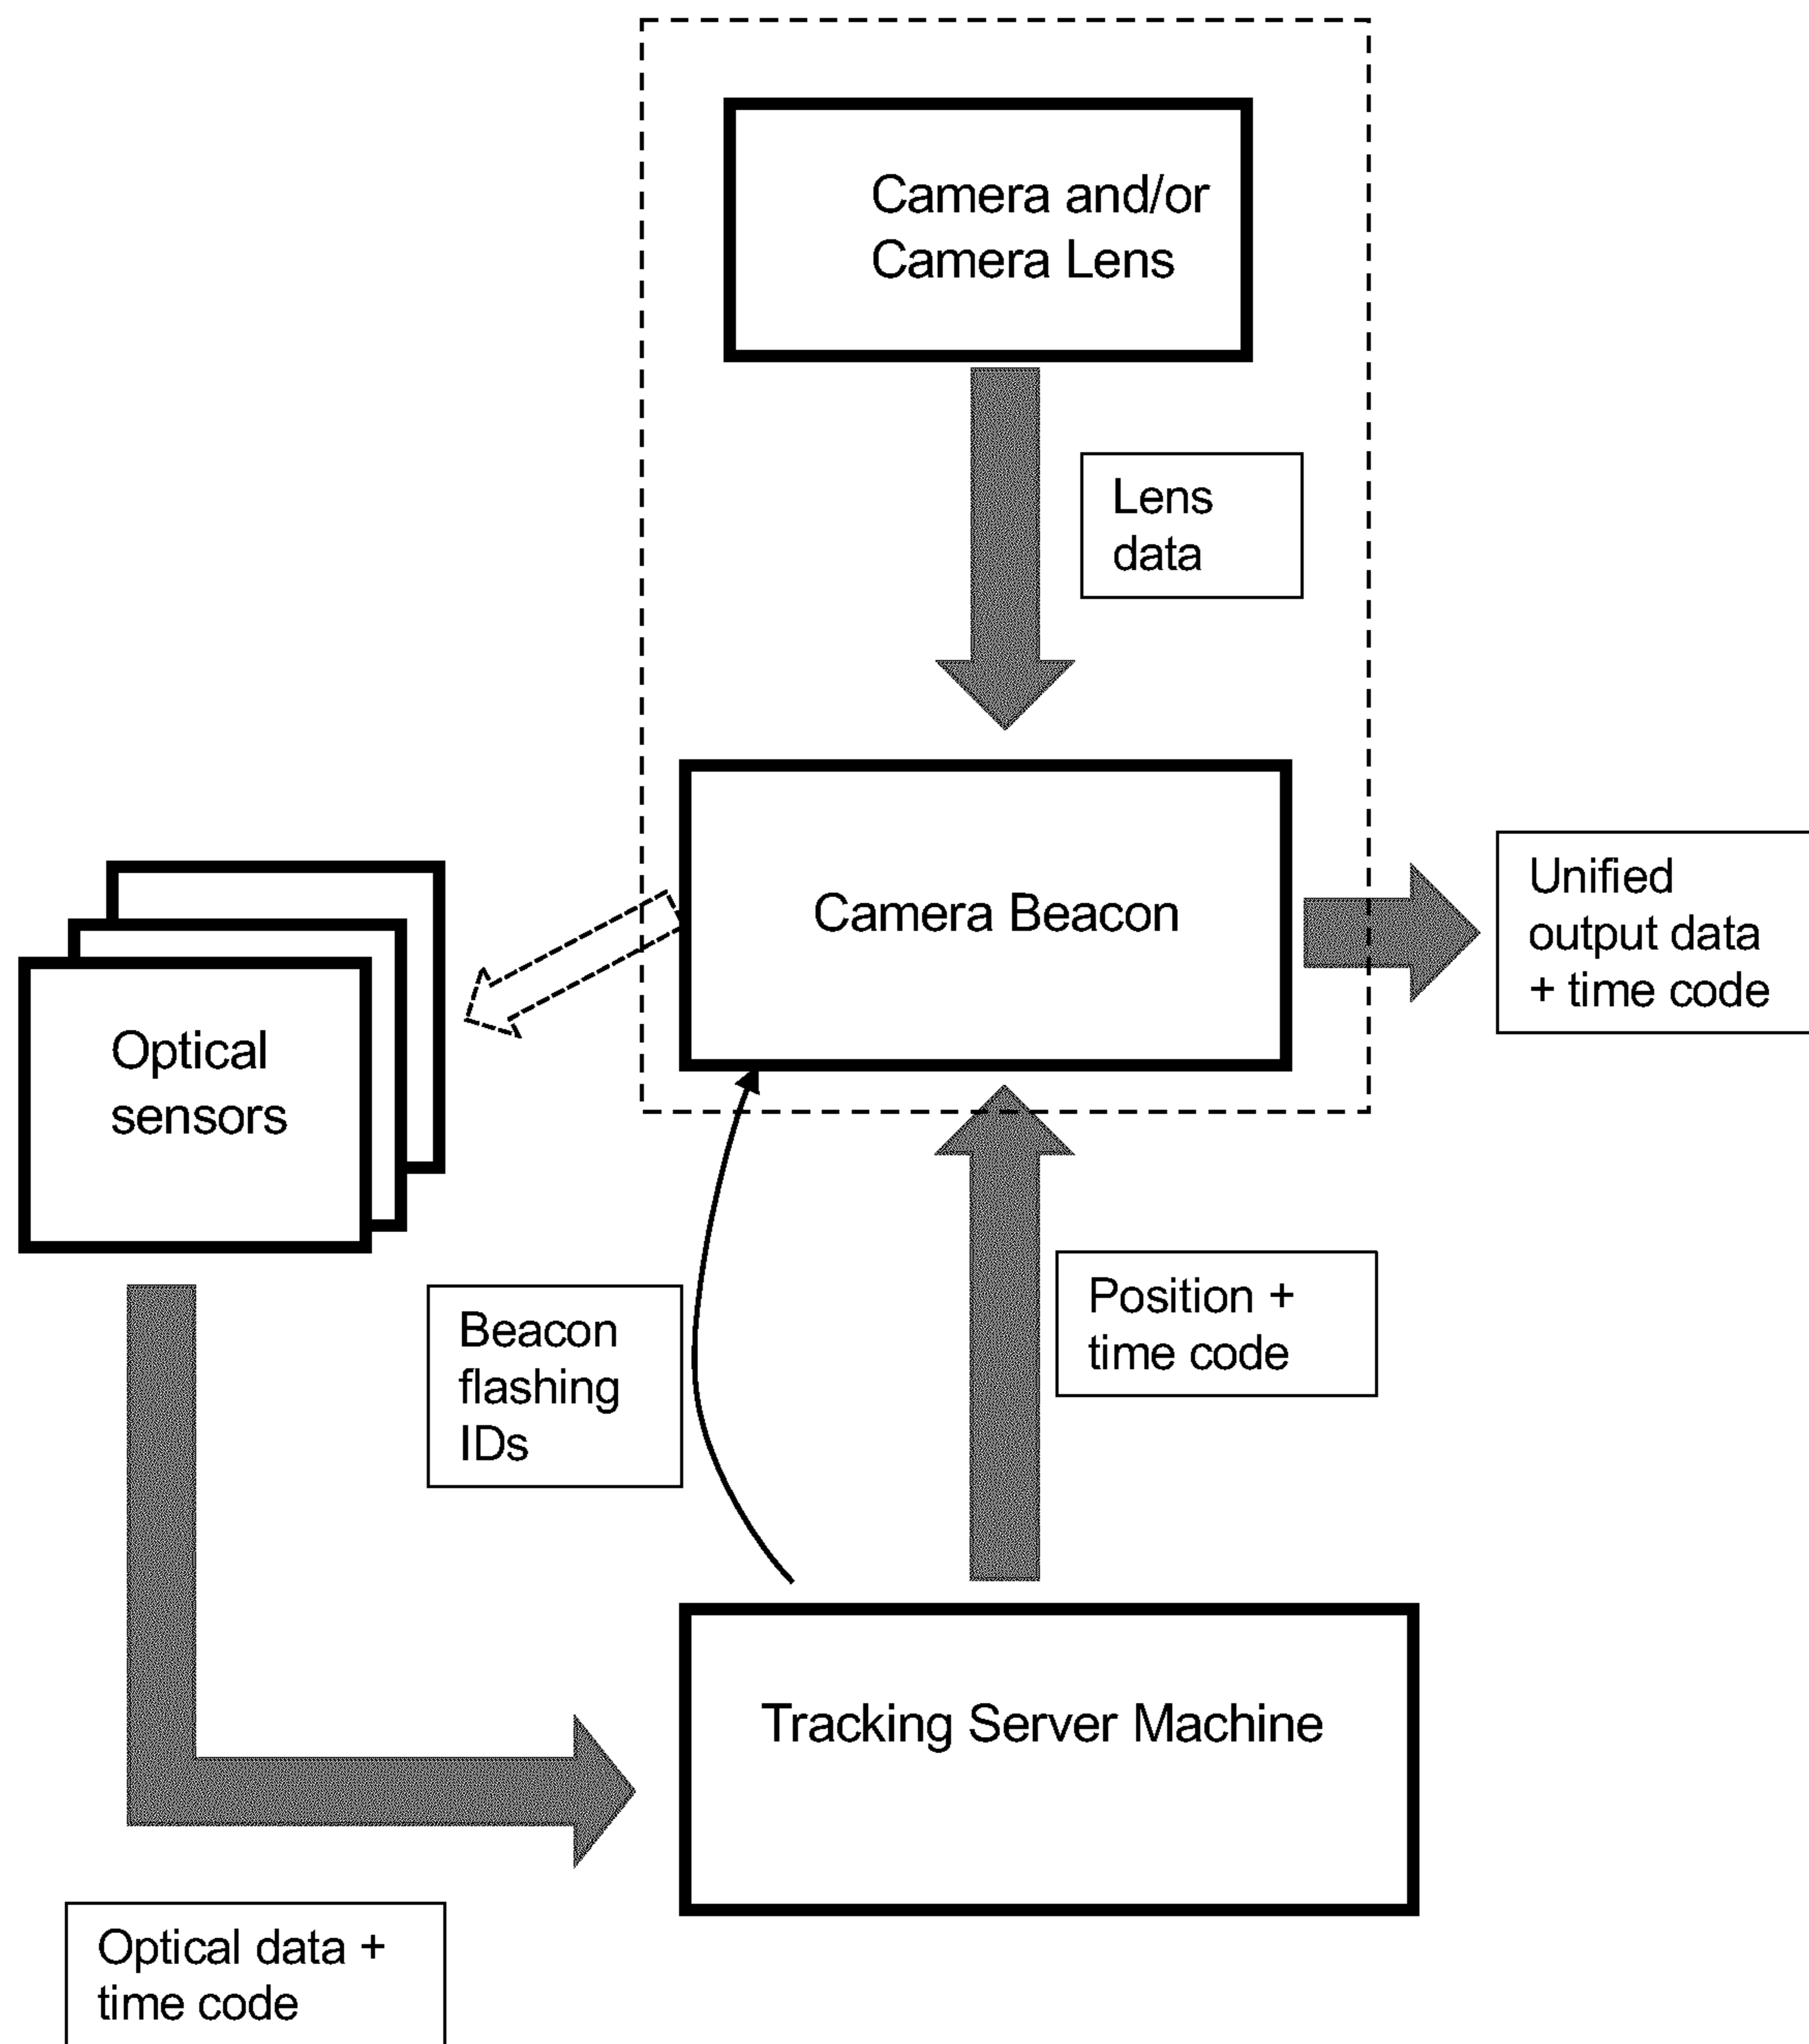 Camera and/or
Camera Lens
Lens
data
Camera Beacon
Unified
output data
+ time code
Optical
sensors
Beacon
flashing
IDs
Position +
time code
Tracking Server Machine
Optical data +
time code